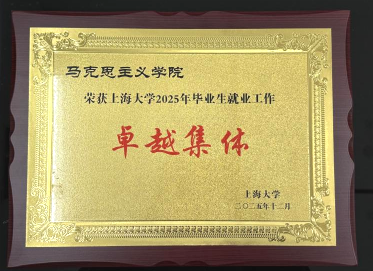 马克思主义学院
荣获上海大学2025年毕业生就业工作
卓越集体
上海大学
二〇二五年十二月